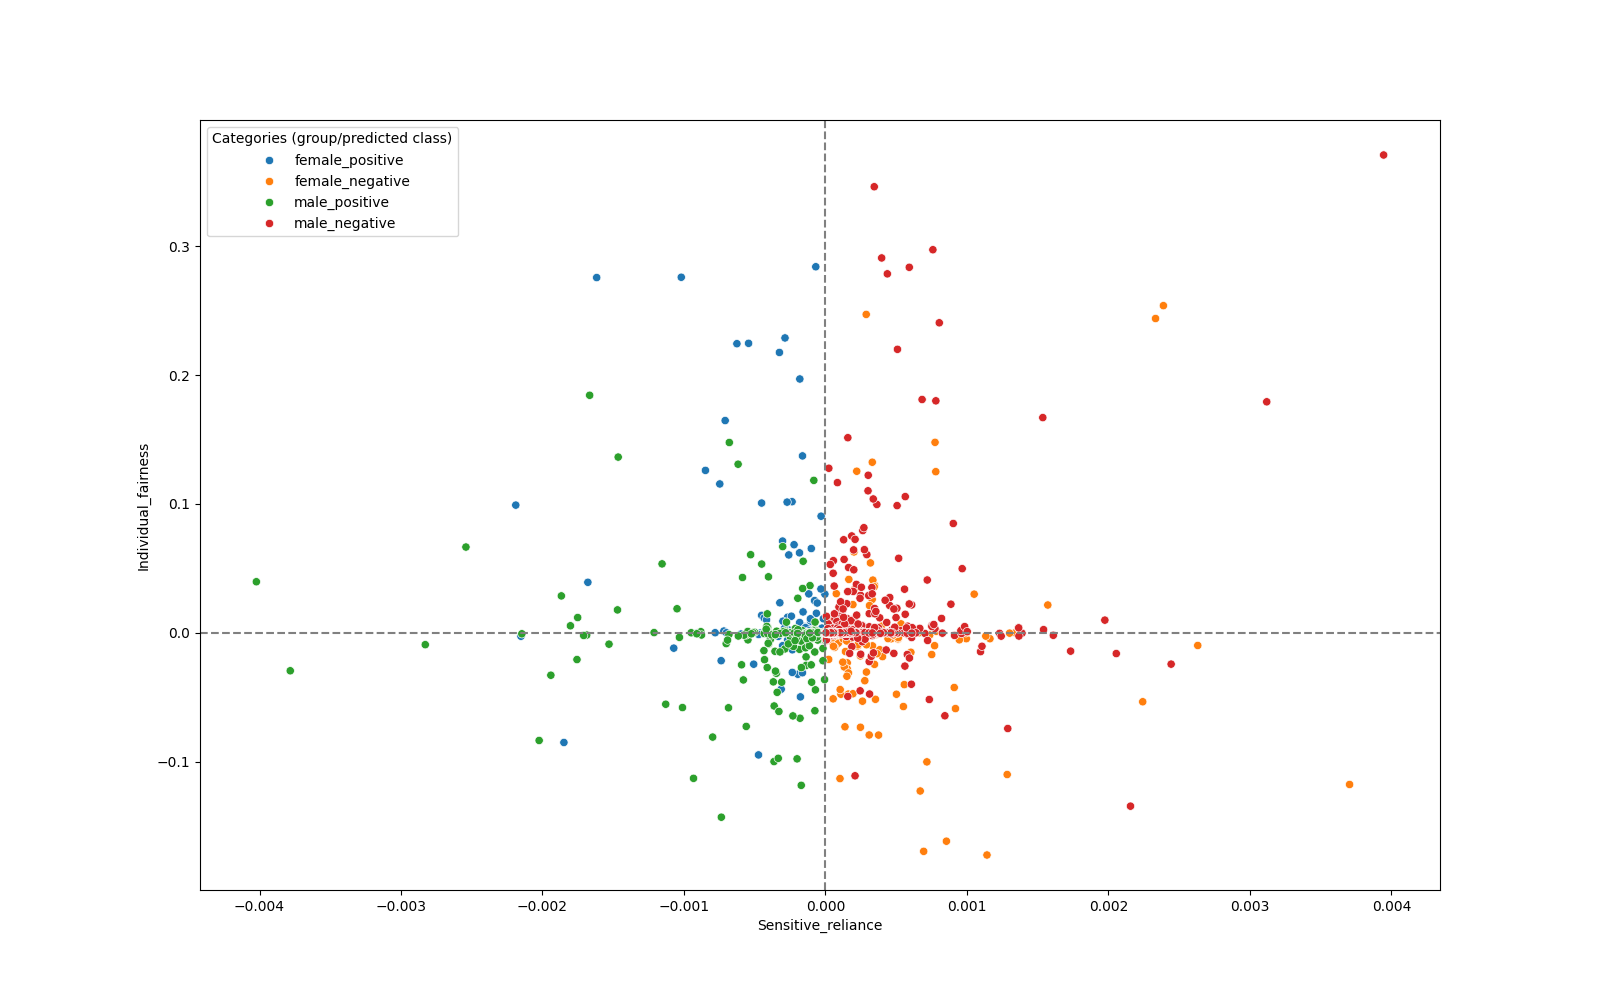 Categories (group/predicted class)
female_positive
female_negative
male_positive
male_negative
0.3
0.2
0.1
0.0
−0.1
Individual_fairness
−0.004 −0.003 −0.002 −0.001 0.000 0.001 0.002 0.003 0.004
Sensitive_reliance